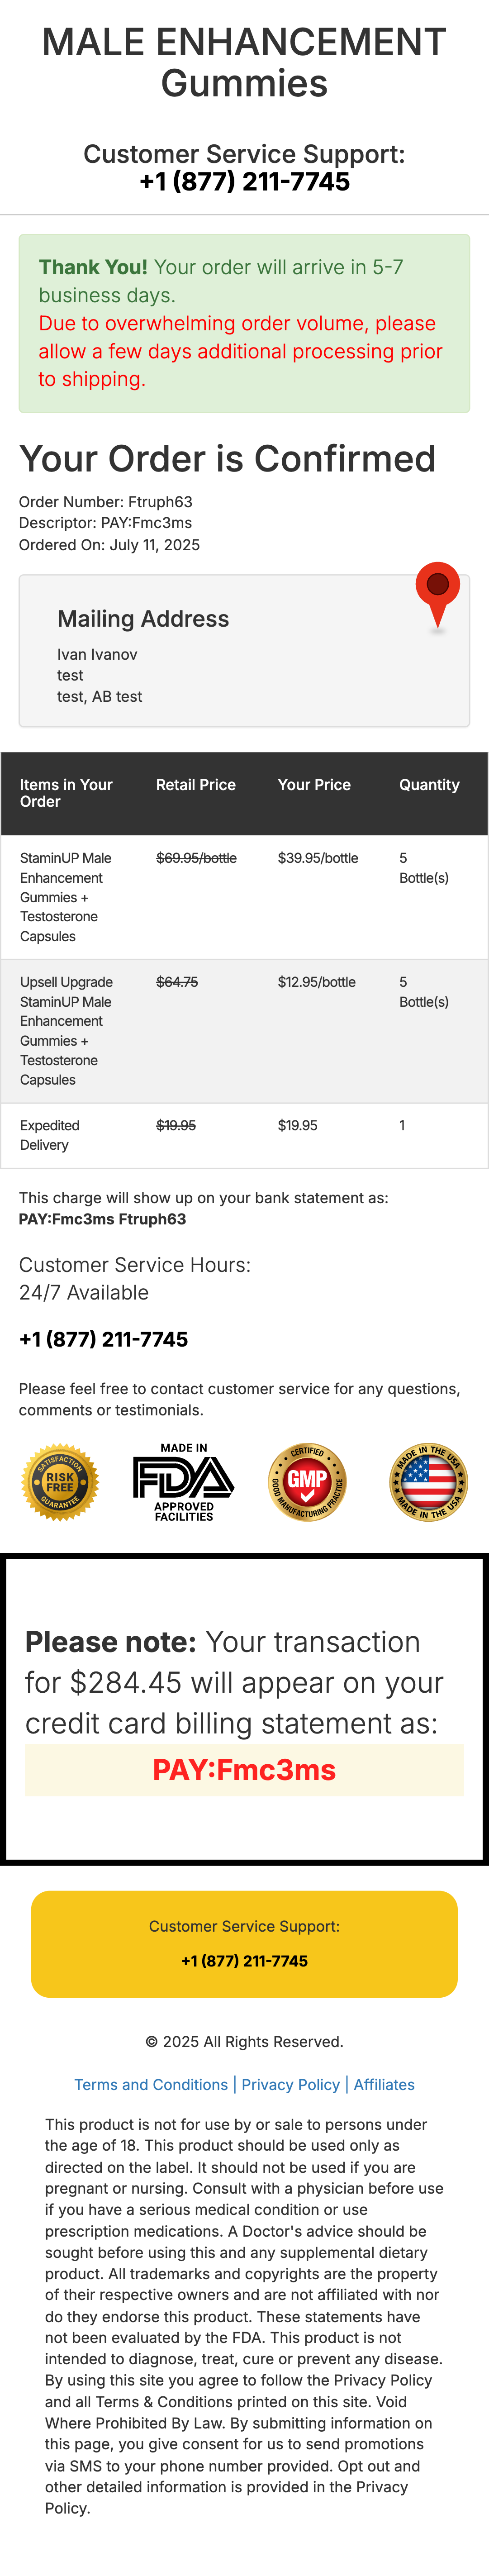 MALE ENHANCEMENT
Gummies
Customer Service Support:
+1 (877) 211-7745
Thank You! Your order will arrive in 5-7
business days.
Due to overwhelming order volume, please
allow a few days additional processing prior
to shipping.
Your Order is Confirmed
Order Number: Ftruph63
Descriptor: PAY:Fmc3ms
Ordered On: July 11, 2025
Mailing Address
Ivan Ivanov
test
test, AB test
Items in Your Order Retail Price Your Price Quantity
StaminUP Male Enhancement Gummies + Testosterone Capsules $69.95/bottle $39.95/bottle 5 Bottle(s)
Upsell Upgrade StaminUP Male Enhancement Gummies + Testosterone Capsules $64.75 $12.95/bottle 5 Bottle(s)
Expedited Delivery $19.95 $19.95 1
This charge will show up on your bank statement as:
PAY:Fmc3ms Ftruph63
Customer Service Hours:
24/7 Available
+1 (877) 211-7745
Please feel free to contact customer service for any questions,
comments or testimonials.
SATISFACTION RISK FREE GUARANTEE
MADE IN FDA APPROVED FACILITIES
CERTIFIED GMP GOOD MANUFACTURING PRACTICE
MADE IN THE USA MADE IN THE USA
Please note: Your transaction
for $284.45 will appear on your
credit card billing statement as:
PAY:Fmc3ms
Customer Service Support:
+1 (877) 211-7745
© 2025 All Rights Reserved.
Terms and Conditions | Privacy Policy | Affiliates
This product is not for use by or sale to persons under
the age of 18. This product should be used only as
directed on the label. It should not be used if you are
pregnant or nursing. Consult with a physician before use
if you have a serious medical condition or use
prescription medications. A Doctor's advice should be
sought before using this and any supplemental dietary
product. All trademarks and copyrights are the property
of their respective owners and are not affiliated with nor
do they endorse this product. These statements have
not been evaluated by the FDA. This product is not
intended to diagnose, treat, cure or prevent any disease.
By using this site you agree to follow the Privacy Policy
and all Terms & Conditions printed on this site. Void
Where Prohibited By Law. By submitting information on
this page, you give consent for us to send promotions
via SMS to your phone number provided. Opt out and
other detailed information is provided in the Privacy
Policy.